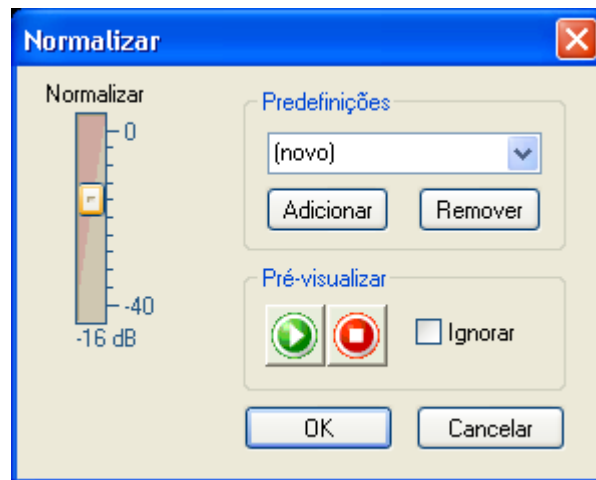 Normalizar
Normalizar
0
-40
-16 dB
Predefinições
(novo)
Adicionar
Remover
Pré-visualizar
Ignorar
OK
Cancelar